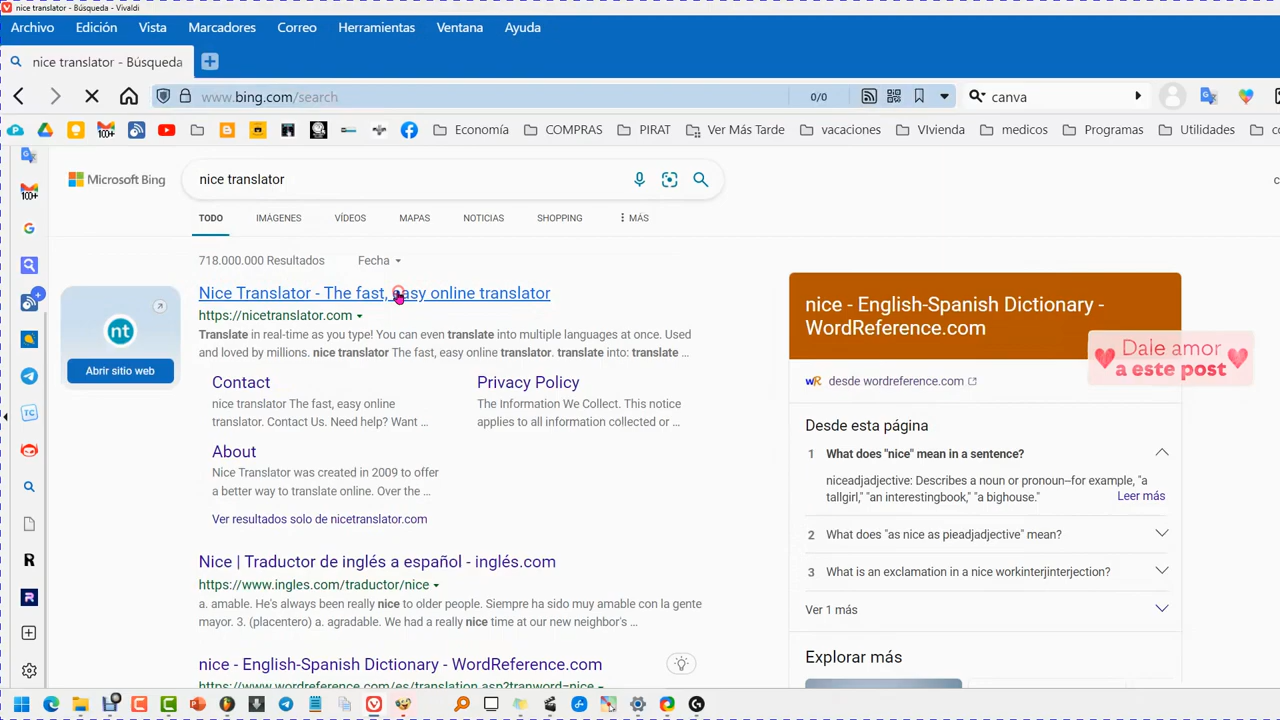 nice translator - Búsqueda - Vivaldi
Archivo Edición Vista Marcadores Correo Herramientas Ventana Ayuda
nice translator - Búsqueda
www.bing.com/search 0/0 canva
100+ Economía COMPRAS PIRAT Ver Más Tarde vacaciones VIvienda medicos Programas Utilidades
100+
Microsoft Bing
nice translator
TODO IMÁGENES VÍDEOS MAPAS NOTICIAS SHOPPING MÁS
718.000.000 Resultados Fecha
nt
Abrir sitio web
Nice Translator - The fast, easy online translator
https://nicetranslator.com
Translate in real-time as you type! You can even translate into multiple languages at once. Used
and loved by millions. nice translator The fast, easy online translator. translate into: translate ...
Contact
nice translator The fast, easy online
translator. Contact Us. Need help? Want ...
Privacy Policy
The Information We Collect. This notice
applies to all information collected or ...
About
Nice Translator was created in 2009 to offer
a better way to translate online. Over the ...
Ver resultados solo de nicetranslator.com
Nice | Traductor de inglés a español - inglés.com
https://www.ingles.com/traductor/nice
a. amable. He's always been really nice to older people. Siempre ha sido muy amable con la gente
mayor. 3. (placentero) a. agradable. We had a really nice time at our new neighbor's ...
nice - English-Spanish Dictionary - WordReference.com
https://www.wordreference.com/es/translation.asp?tranword=nice
nice - English-Spanish Dictionary -
WordReference.com
Dale amor
a este post
desde wordreference.com
Desde esta página
1 What does "nice" mean in a sentence?
niceadjadjective: Describes a noun or pronoun–for example, "a
tallgirl," "an interestingbook," "a bighouse."
Leer más
2 What does "as nice as pieadjadjective" mean?
3 What is an exclamation in a nice workinterjinterjection?
Ver 1 más
Explorar más